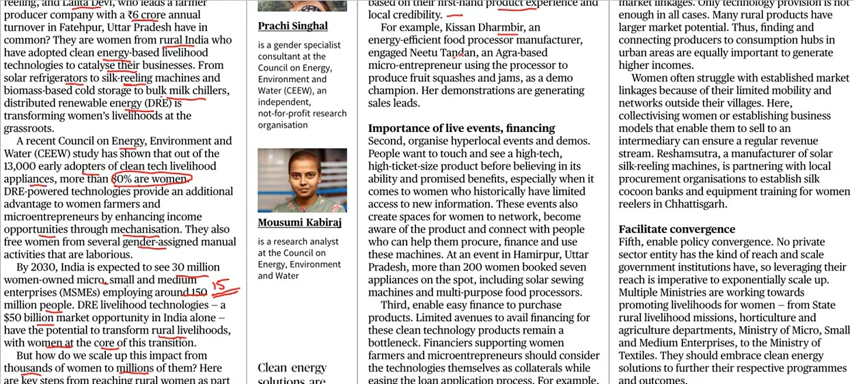 reeling, and Lalita Devi, who leads a farmer
producer company with a ₹6 crore annual
turnover in Fatehpur, Uttar Pradesh have in
common? They are women from rural India who
have adopted clean energy-based livelihood
technologies to catalyse their businesses. From
solar refrigerators to silk-reeling machines and
biomass-based cold storage to bulk milk chillers,
distributed renewable energy (DRE) is
transforming women's livelihoods at the
grassroots.
A recent Council on Energy, Environment and
Water (CEEW) study has shown that out of the
13,000 early adopters of clean tech livelihood
appliances, more than 80% are women.
DRE-powered technologies provide an additional
advantage to women farmers and
microentrepreneurs by enhancing income
opportunities through mechanisation. They also
free women from several gender-assigned manual
activities that are laborious.
By 2030, India is expected to see 30 million
women-owned micro, small and medium
enterprises (MSMEs) employing around 150
15
million people. DRE livelihood technologies — a
$50 billion market opportunity in India alone —
have the potential to transform rural livelihoods,
with women at the core of this transition.
But how do we scale up this impact from
thousands of women to millions of them? Here
are key steps from reaching rural women as part
Prachi Singhal
is a gender specialist
consultant at the
Council on Energy,
Environment and
Water (CEEW), an
independent,
not-for-profit research
organisation
Mousumi Kabiraj
is a research analyst
at the Council on
Energy, Environment
and Water
Clean energy
solutions are
based on their first-hand product experience and
local credibility.
For example, Kissan Dharmbir, an
energy-efficient food processor manufacturer,
engaged Neetu Tandan, an Agra-based
micro-entrepreneur using the processor to
produce fruit squashes and jams, as a demo
champion. Her demonstrations are generating
sales leads.
Importance of live events, financing
Second, organise hyperlocal events and demos.
People want to touch and see a high-tech,
high-ticket-size product before believing in its
ability and promised benefits, especially when it
comes to women who historically have limited
access to new information. These events also
create spaces for women to network, become
aware of the product and connect with people
who can help them procure, finance and use
these machines. At an event in Hamirpur, Uttar
Pradesh, more than 200 women booked seven
appliances on the spot, including solar sewing
machines and multi-purpose food processors.
Third, enable easy finance to purchase
products. Limited avenues to avail financing for
these clean technology products remain a
bottleneck. Financiers supporting women
farmers and microentrepreneurs should consider
the technologies themselves as collaterals while
easing the loan application process. For example,
market linkages. Only technology provision is not
enough in all cases. Many rural products have
larger market potential. Thus, finding and
connecting producers to consumption hubs in
urban areas are equally important to generate
higher incomes.
Women often struggle with established market
linkages because of their limited mobility and
networks outside their villages. Here,
collectivising women or establishing business
models that enable them to sell to an
intermediary can ensure a regular revenue
stream. Reshamsutra, a manufacturer of solar
silk-reeling machines, is partnering with local
procurement organisations to establish silk
cocoon banks and equipment training for women
reelers in Chhattisgarh.
Facilitate convergence
Fifth, enable policy convergence. No private
sector entity has the kind of reach and scale
government institutions have, so leveraging their
reach is imperative to exponentially scale up.
Multiple Ministries are working towards
promoting livelihoods for women — from State
rural livelihood missions, horticulture and
agriculture departments, Ministry of Micro, Small
and Medium Enterprises, to the Ministry of
Textiles. They should embrace clean energy
solutions to further their respective programmes
and outcomes.